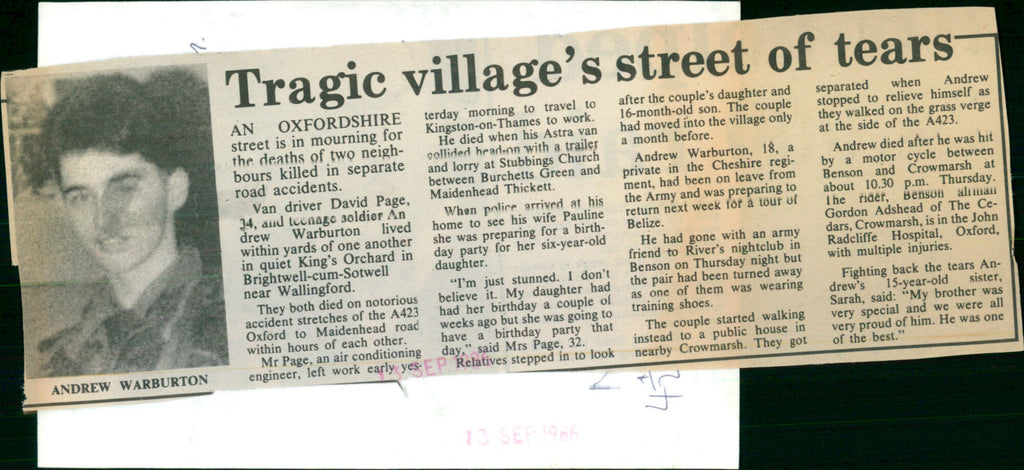 Tragic village's street of tears
AN OXFORDSHIRE
street is in mourning for
the deaths of two neigh-
bours killed in separate
road accidents.
Van driver David Page,
34, and teenage soldier An
drew Warburton lived
within yards of one another
in quiet King's Orchard in
Brightwell-cum-Sotwell
near Wallingford.
They both died on notorious
accident stretches of the A423
Oxford to Maidenhead road
within hours of each other.
Mr Page, an air conditioning
engineer, left work early yes-
terday morning to travel to
Kingston-on-Thames to work.
He died when his Astra van
collided head-on with a trailer
and lorry at Stubbings Church
between Burchetts Green and
Maidenhead Thickett.
When police arrived at his
home to see his wife Pauline
she was preparing for a birth-
day party for her six-year-old
daughter.
"I'm just stunned. I don't
believe it. My daughter had
had her birthday a couple of
weeks ago but she was going to
have a birthday party that
day," said Mrs Page, 32.
Relatives stepped in to look
after the couple's daughter and
16-month-old son. The couple
had moved into the village only
a month before.
Andrew Warburton, 18, a
private in the Cheshire regi-
ment, had been on leave from
the Army and was preparing to
return next week for a tour of
Belize.
He had gone with an army
friend to River's nightclub in
Benson on Thursday night but
the pair had been turned away
as one of them was wearing
training shoes.
The couple started walking
instead to a public house in
nearby Crowmarsh. They got
separated when Andrew
stopped to relieve himself as
they walked on the grass verge
at the side of the A423.
Andrew died after he was hit
by a motor cycle between
Benson and Crowmarsh at
about 10.30 p.m. Thursday.
The rider, Benson airman
Gordon Adshead of The Ce-
dars, Crowmarsh, is in the John
Radcliffe Hospital, Oxford,
with multiple injuries.
Fighting back the tears An-
drew's 15-year-old sister,
Sarah, said: "My brother was
very special and we were all
very proud of him. He was one
of the best."
ANDREW WARBURTON
13 SEP 1986
13 SEP 1986